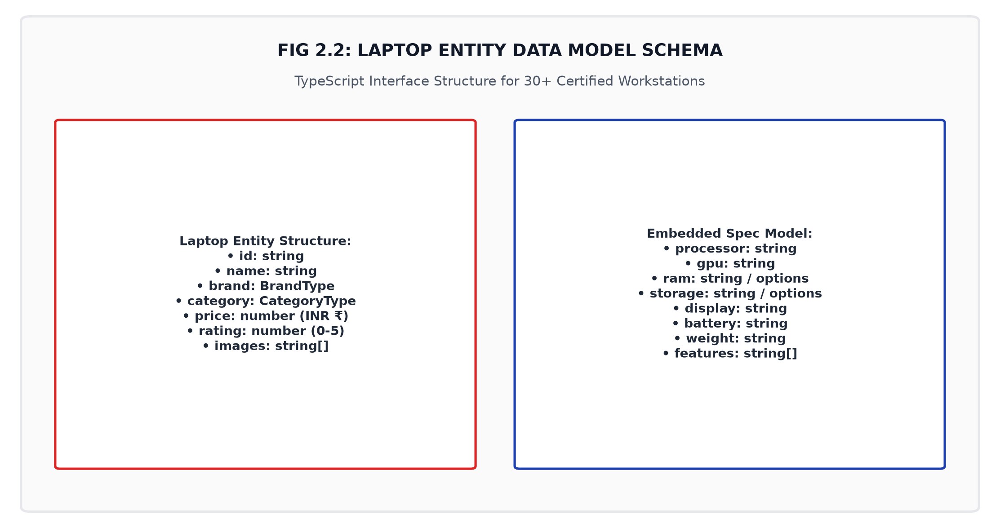 FIG 2.2: LAPTOP ENTITY DATA MODEL SCHEMA
TypeScript Interface Structure for 30+ Certified Workstations
Laptop Entity Structure:
• id: string
• name: string
• brand: BrandType
• category: CategoryType
• price: number (INR ₹)
• rating: number (0-5)
• images: string[]
Embedded Spec Model:
• processor: string
• gpu: string
• ram: string / options
• storage: string / options
• display: string
• battery: string
• weight: string
• features: string[]